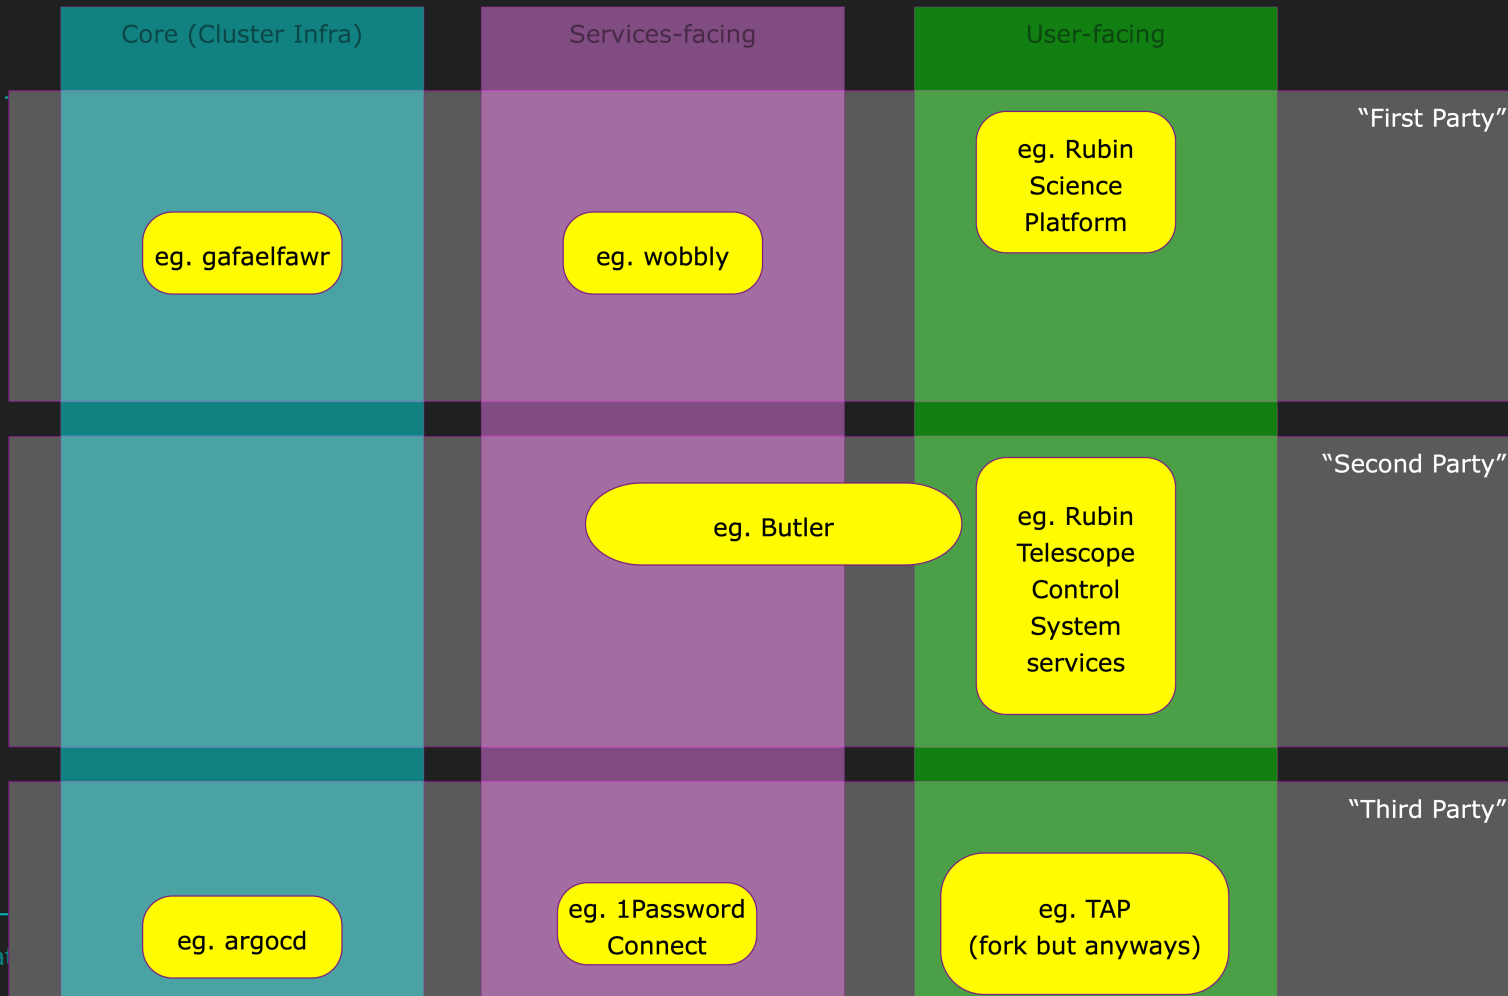 Core (Cluster Infra)
Services-facing
User-facing
“First Party”
eg. Rubin
Science
Platform
eg. gafaelfawr
eg. wobbly
“Second Party”
eg. Butler
eg. Rubin
Telescope
Control
System
services
“Third Party”
eg. argocd
eg. 1Password
Connect
eg. TAP
(fork but anyways)